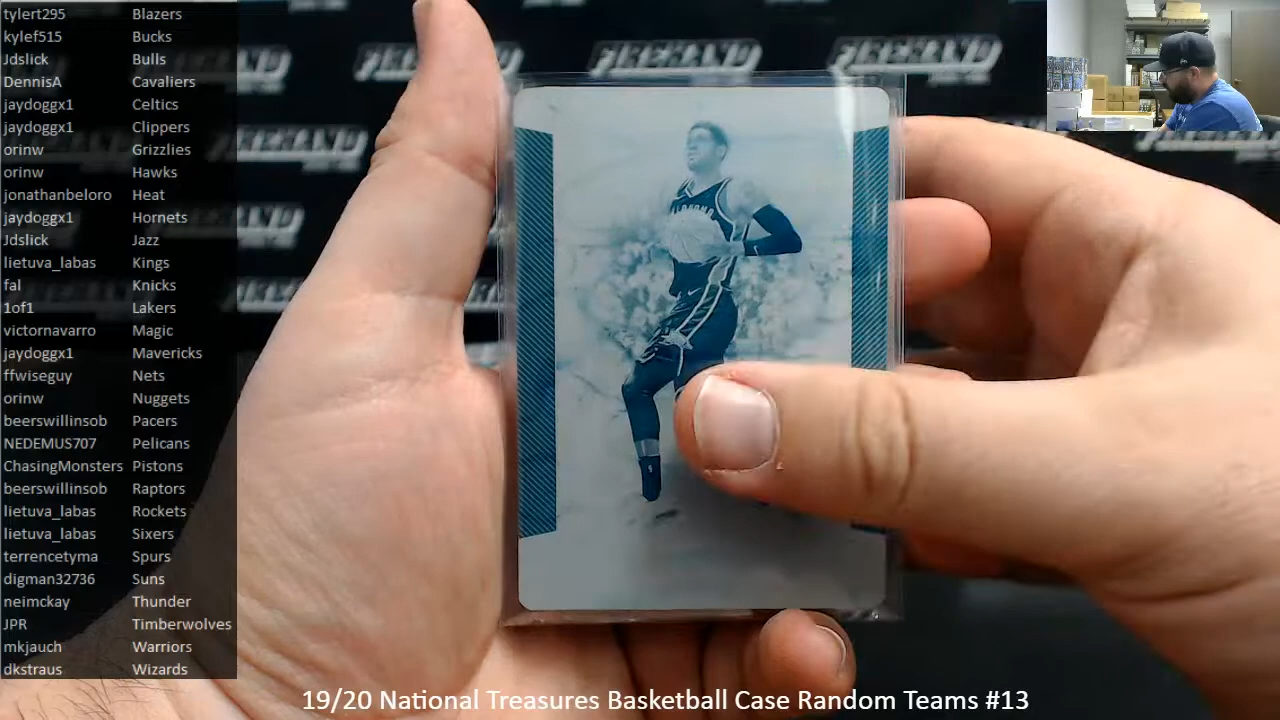 tylert295 Blazers
kylef515 Bucks
Jdslick Bulls
DennisA Cavaliers
jaydoggx1 Celtics
jaydoggx1 Clippers
orinw Grizzlies
orinw Hawks
jonathanbeloro Heat
jaydoggx1 Hornets
Jdslick Jazz
lietuva_labas Kings
fal Knicks
1of1 Lakers
victornavarro Magic
jaydoggx1 Mavericks
ffwiseguy Nets
orinw Nuggets
beerswillinsob Pacers
NEDEMUS707 Pelicans
ChasingMonsters Pistons
beerswillinsob Raptors
lietuva_labas Rockets
lietuva_labas Sixers
terrencetyma Spurs
digman32736 Suns
neimckay Thunder
JPR Timberwolves
mkjauch Warriors
dkstraus Wizards
19/20 National Treasures Basketball Case Random Teams #13